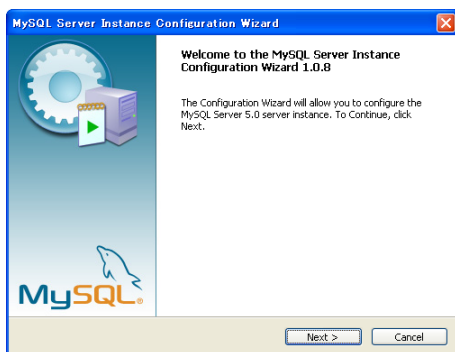 MySQL Server Instance Configuration Wizard
Welcome to the MySQL Server Instance
Configuration Wizard 1.0.8
The Configuration Wizard will allow you to configure the
MySQL Server 5.0 server instance. To Continue, click
Next.
MySQL®
Next >
Cancel